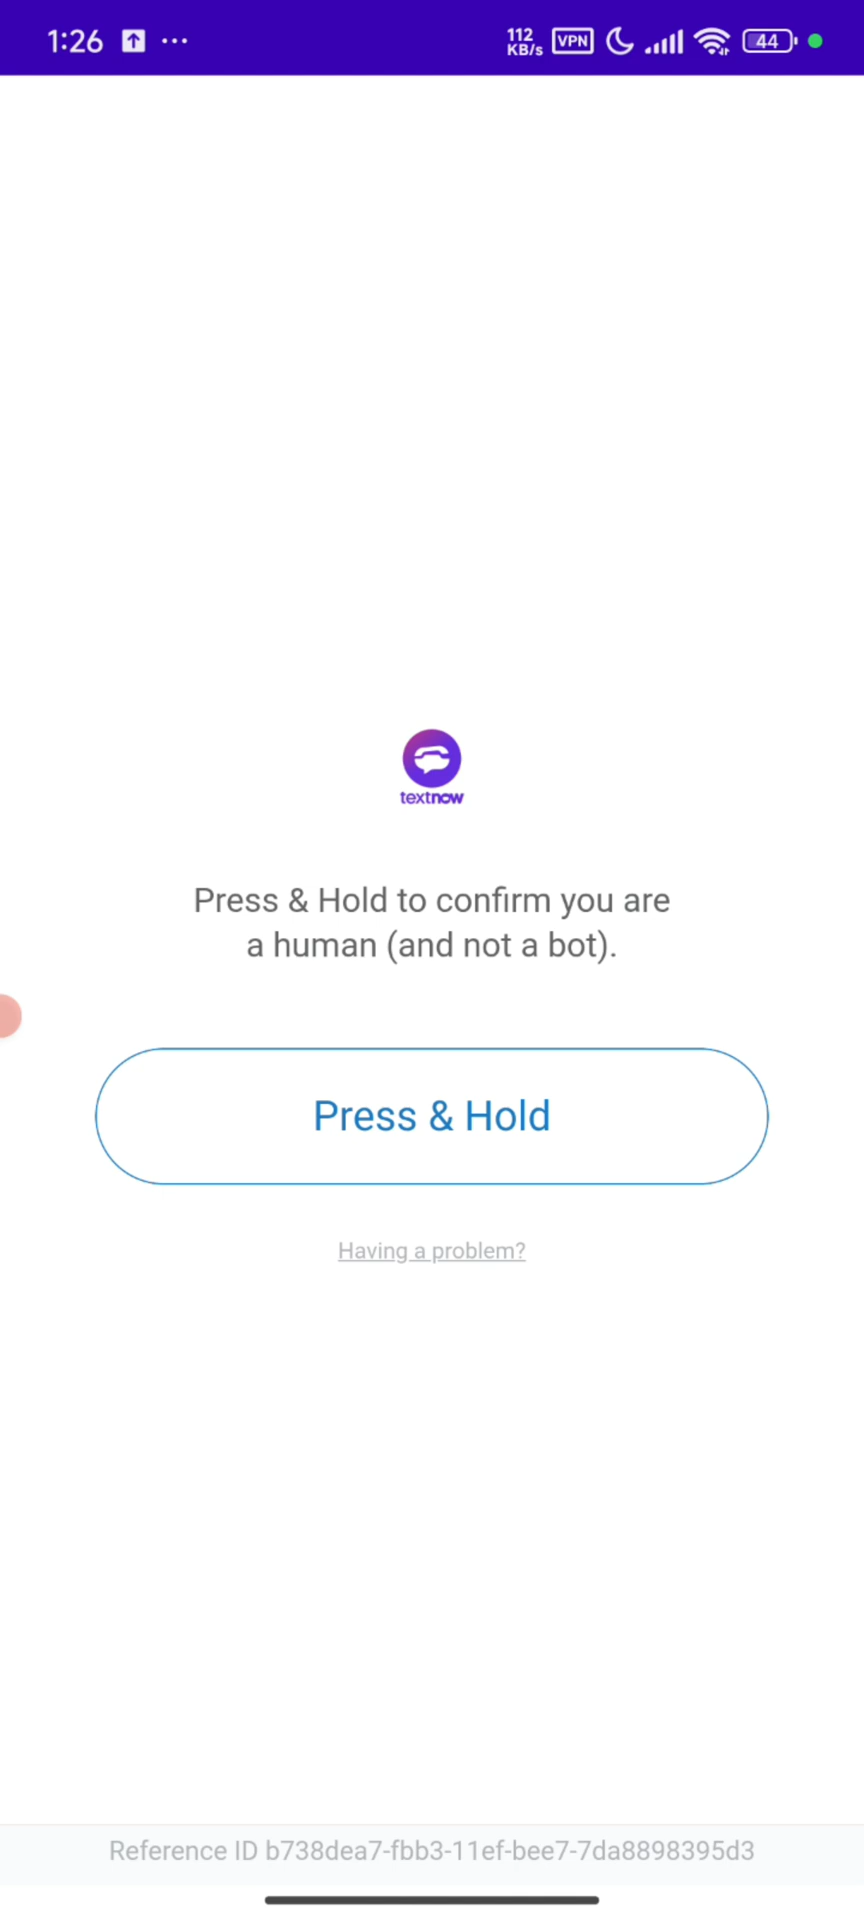 1:26
112
KB/s
VPN
44
textnow
Press & Hold to confirm you are
a human (and not a bot).
Press & Hold
Having a problem?
Reference ID b738dea7-fbb3-11ef-bee7-7da8898395d3